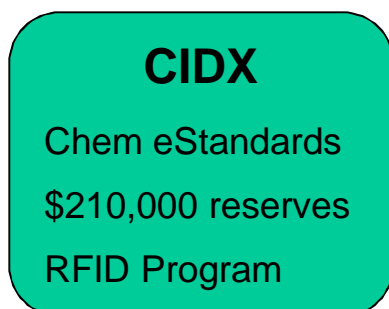 CIDX
Chem eStandards
$210,000 reserves
RFID Program